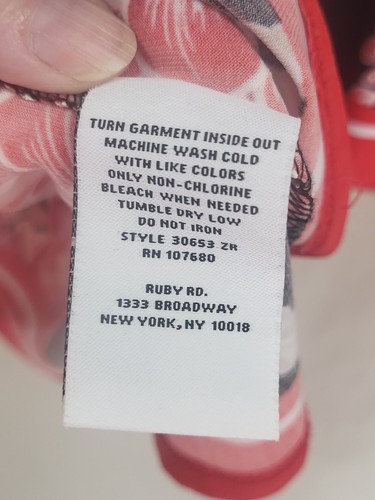 TURN GARMENT INSIDE OUT
MACHINE WASH COLD
WITH LIKE COLORS
ONLY NON-CHLORINE
BLEACH WHEN NEEDED
TUMBLE DRY LOW
DO NOT IRON
STYLE 30653 ZR
RN 107680
RUBY RD.
1333 BROADWAY
NEW YORK, NY 10018